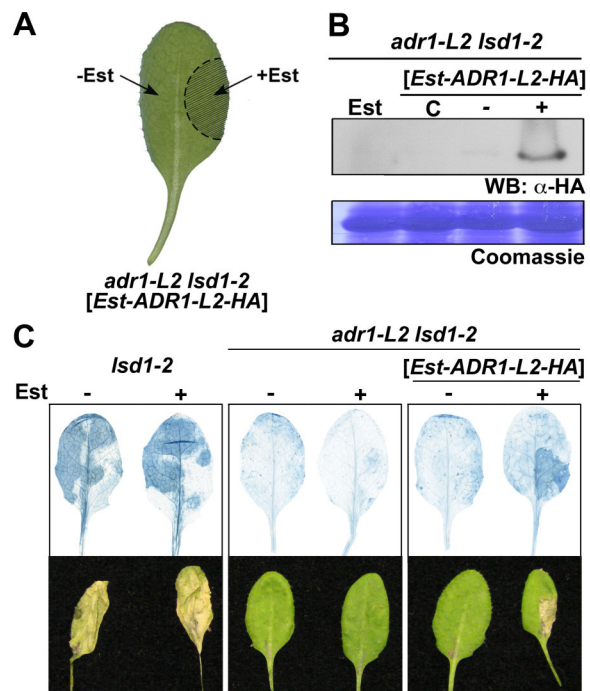 A
-Est
+Est
adr1-L2 lsd1-2
[Est-ADR1-L2-HA]
B
adr1-L2 lsd1-2
[Est-ADR1-L2-HA]
Est C - +
WB: α-HA
Coomassie
C
adr1-L2 lsd1-2
lsd1-2 [Est-ADR1-L2-HA]
Est - + - + - +